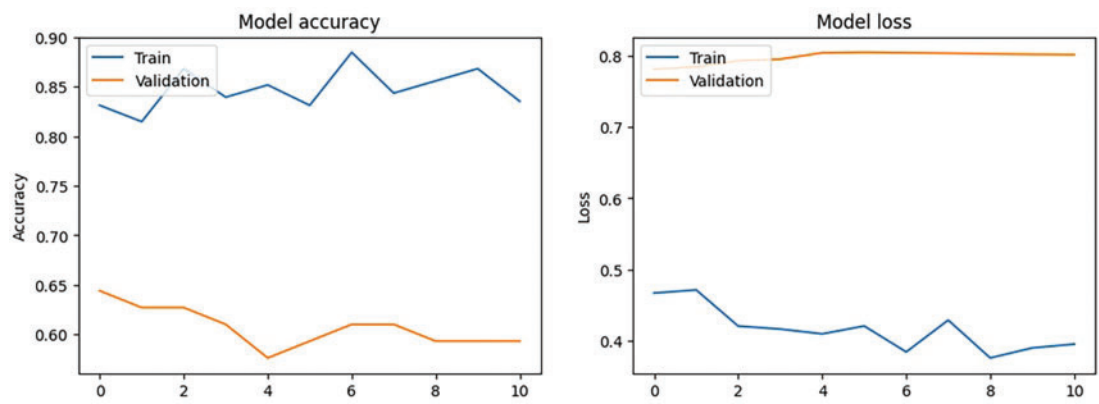 Model accuracy
0.90
0.85
0.80
0.75
0.70
0.65
0.60
Accuracy
Train
Validation
0 2 4 6 8 10
Model loss
0.8
0.7
0.6
0.5
0.4
Loss
Train
Validation
0 2 4 6 8 10